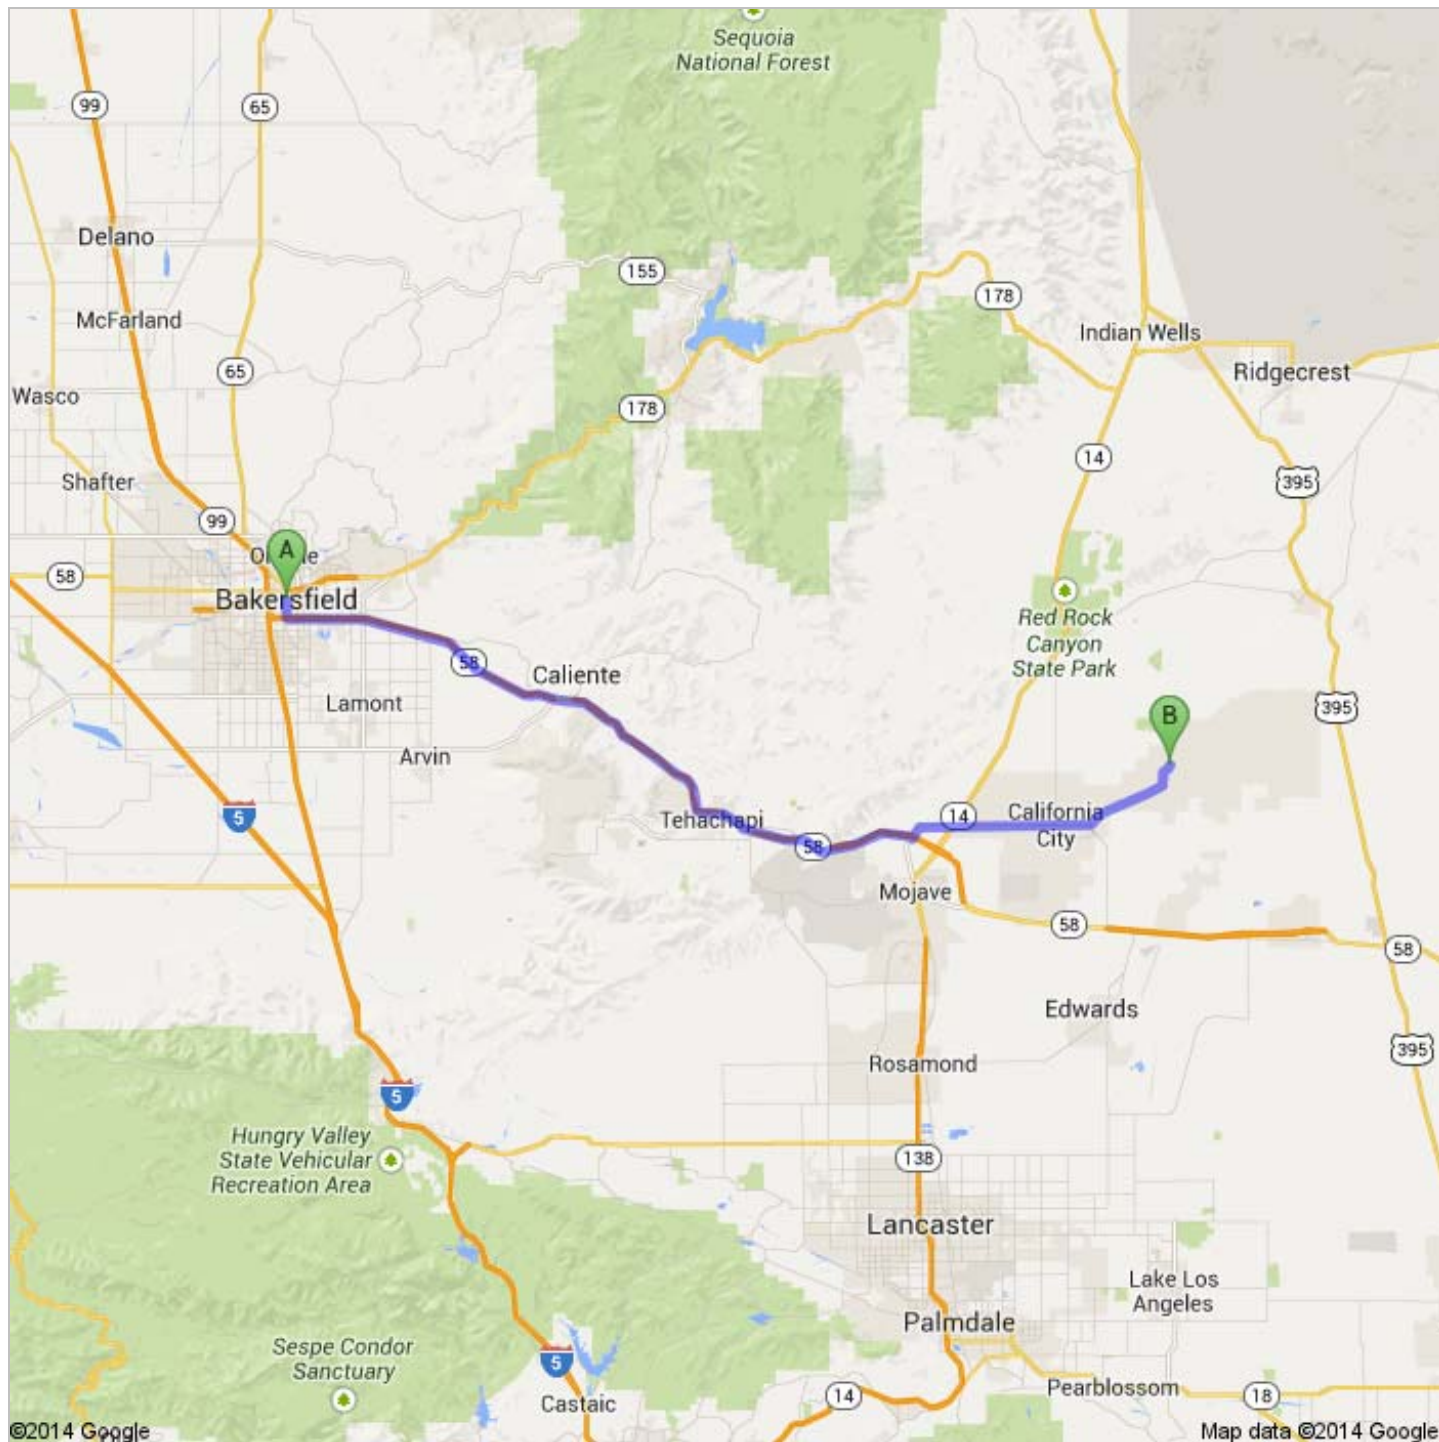 Sequoia
National Forest
99
65
Delano
155
178
McFarland
Indian Wells
65
Ridgecrest
Wasco
178
14
Shafter
395
99
A
58
Bakersfield
Red Rock
Canyon
State Park
58
Caliente
Lamont
395
B
Arvin
5
Tehachapi
14
California
City
58
Mojave
58
58
Edwards
395
Rosamond
5
Hungry Valley
State Vehicular
Recreation Area
138
Lancaster
Lake Los
Angeles
Palmdale
Sespe Condor
Sanctuary
5
Pearblossom
14
18
Castaic
©2014 Google
Map data ©2014 Google